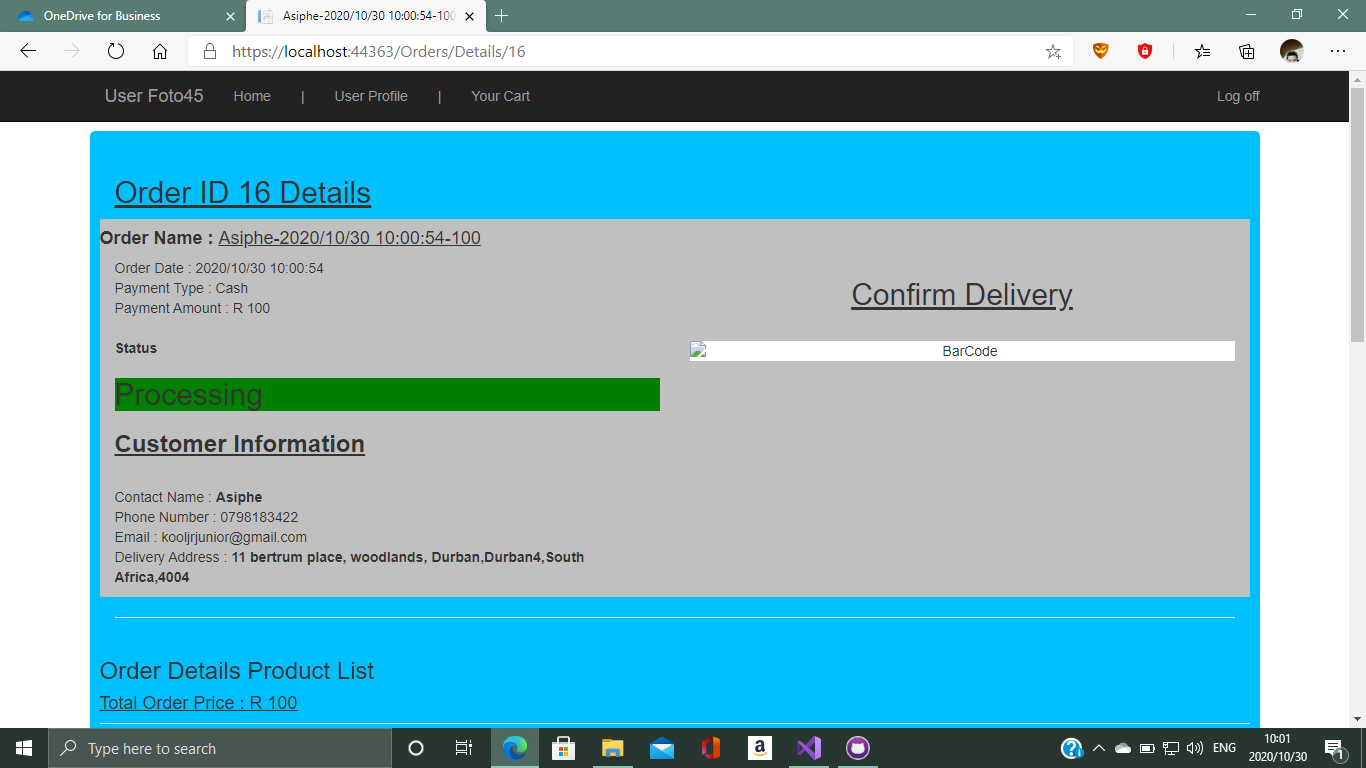 OneDrive for Business
Asiphe-2020/10/30 10:00:54-100
https://localhost:44363/Orders/Details/16
User Foto45 Home | User Profile | Your Cart Log off
Order ID 16 Details
Order Name : Asiphe-2020/10/30 10:00:54-100
Order Date : 2020/10/30 10:00:54
Payment Type : Cash
Payment Amount : R 100
Status
Processing
Confirm Delivery
BarCode
Customer Information
Contact Name : Asiphe
Phone Number : 0798183422
Email : kooljrjunior@gmail.com
Delivery Address : 11 bertrum place, woodlands, Durban,Durban4,South
Africa,4004
Order Details Product List
Total Order Price : R 100
Type here to search
ENG
10:01
2020/10/30
1